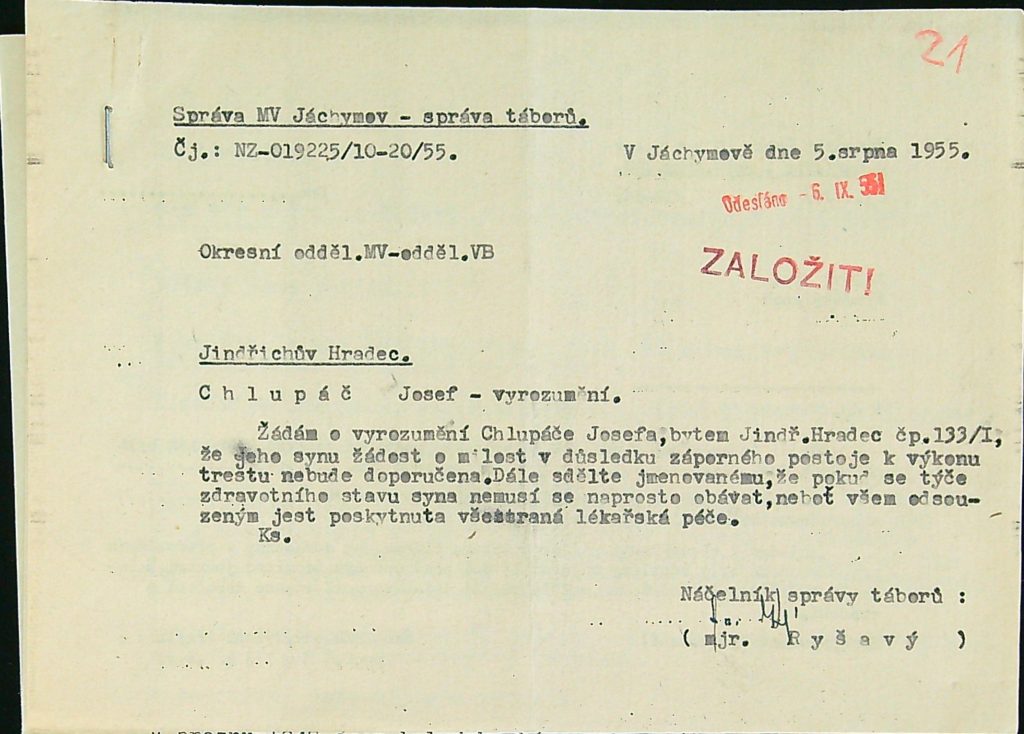 21
Správa MV Jáchymov - správa táborů.
Čj.: NZ-019225/10-20/55.
V Jáchymově dne 5.srpna 1955.
Odesláno - 6. IX.
ZALOŽIT!
Okresní odděl.MV-odděl.VB
Jindřichův Hradec.
C h l u p á č Josef - vyrozumění.
Žádám o vyrozumění Chlupáče Josefa,bytem Jindř.Hradec čp.133/I,
že jeho synu žádost o milost v důsledku záporného postoje k výkonu
trestu nebude doporučena.Dále sdělte jmenovanému,že pokud se týče
zdravotního stavu syna nemusí se naprosto obávat,neboť všem odsou-
zeným jest poskytnuta všestraná lékařská péče.
Ks.
Náčelník správy táborů :
( mjr. R y š a v ý )